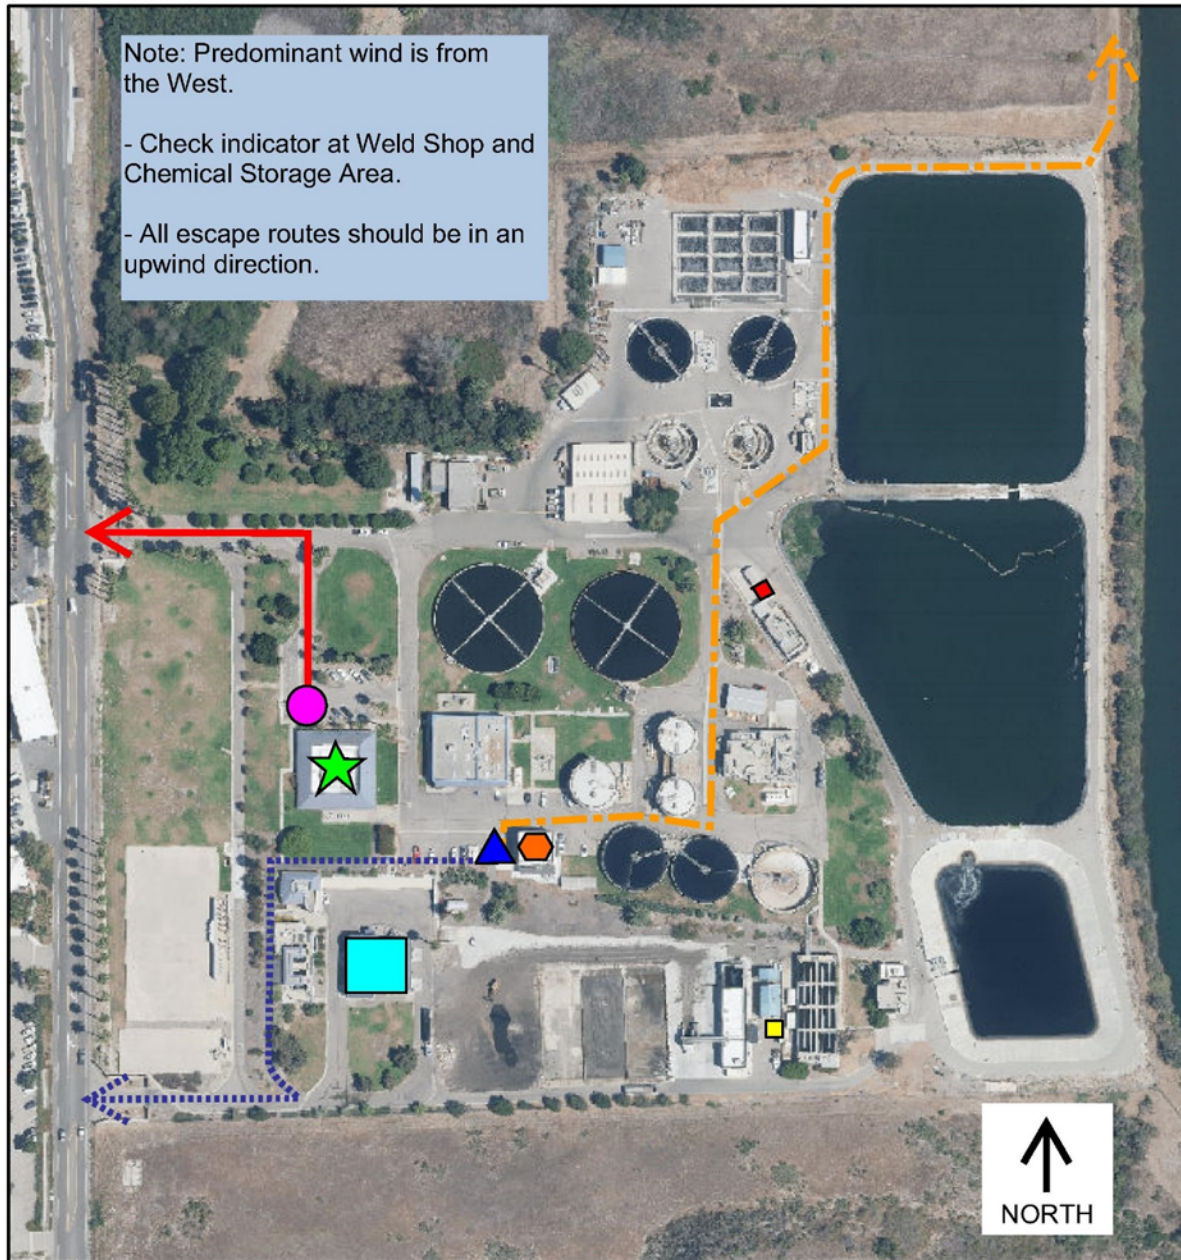 Note: Predominant wind is from
the West.
- Check indicator at Weld Shop and
Chemical Storage Area.
- All escape routes should be in an
upwind direction.
NORTH